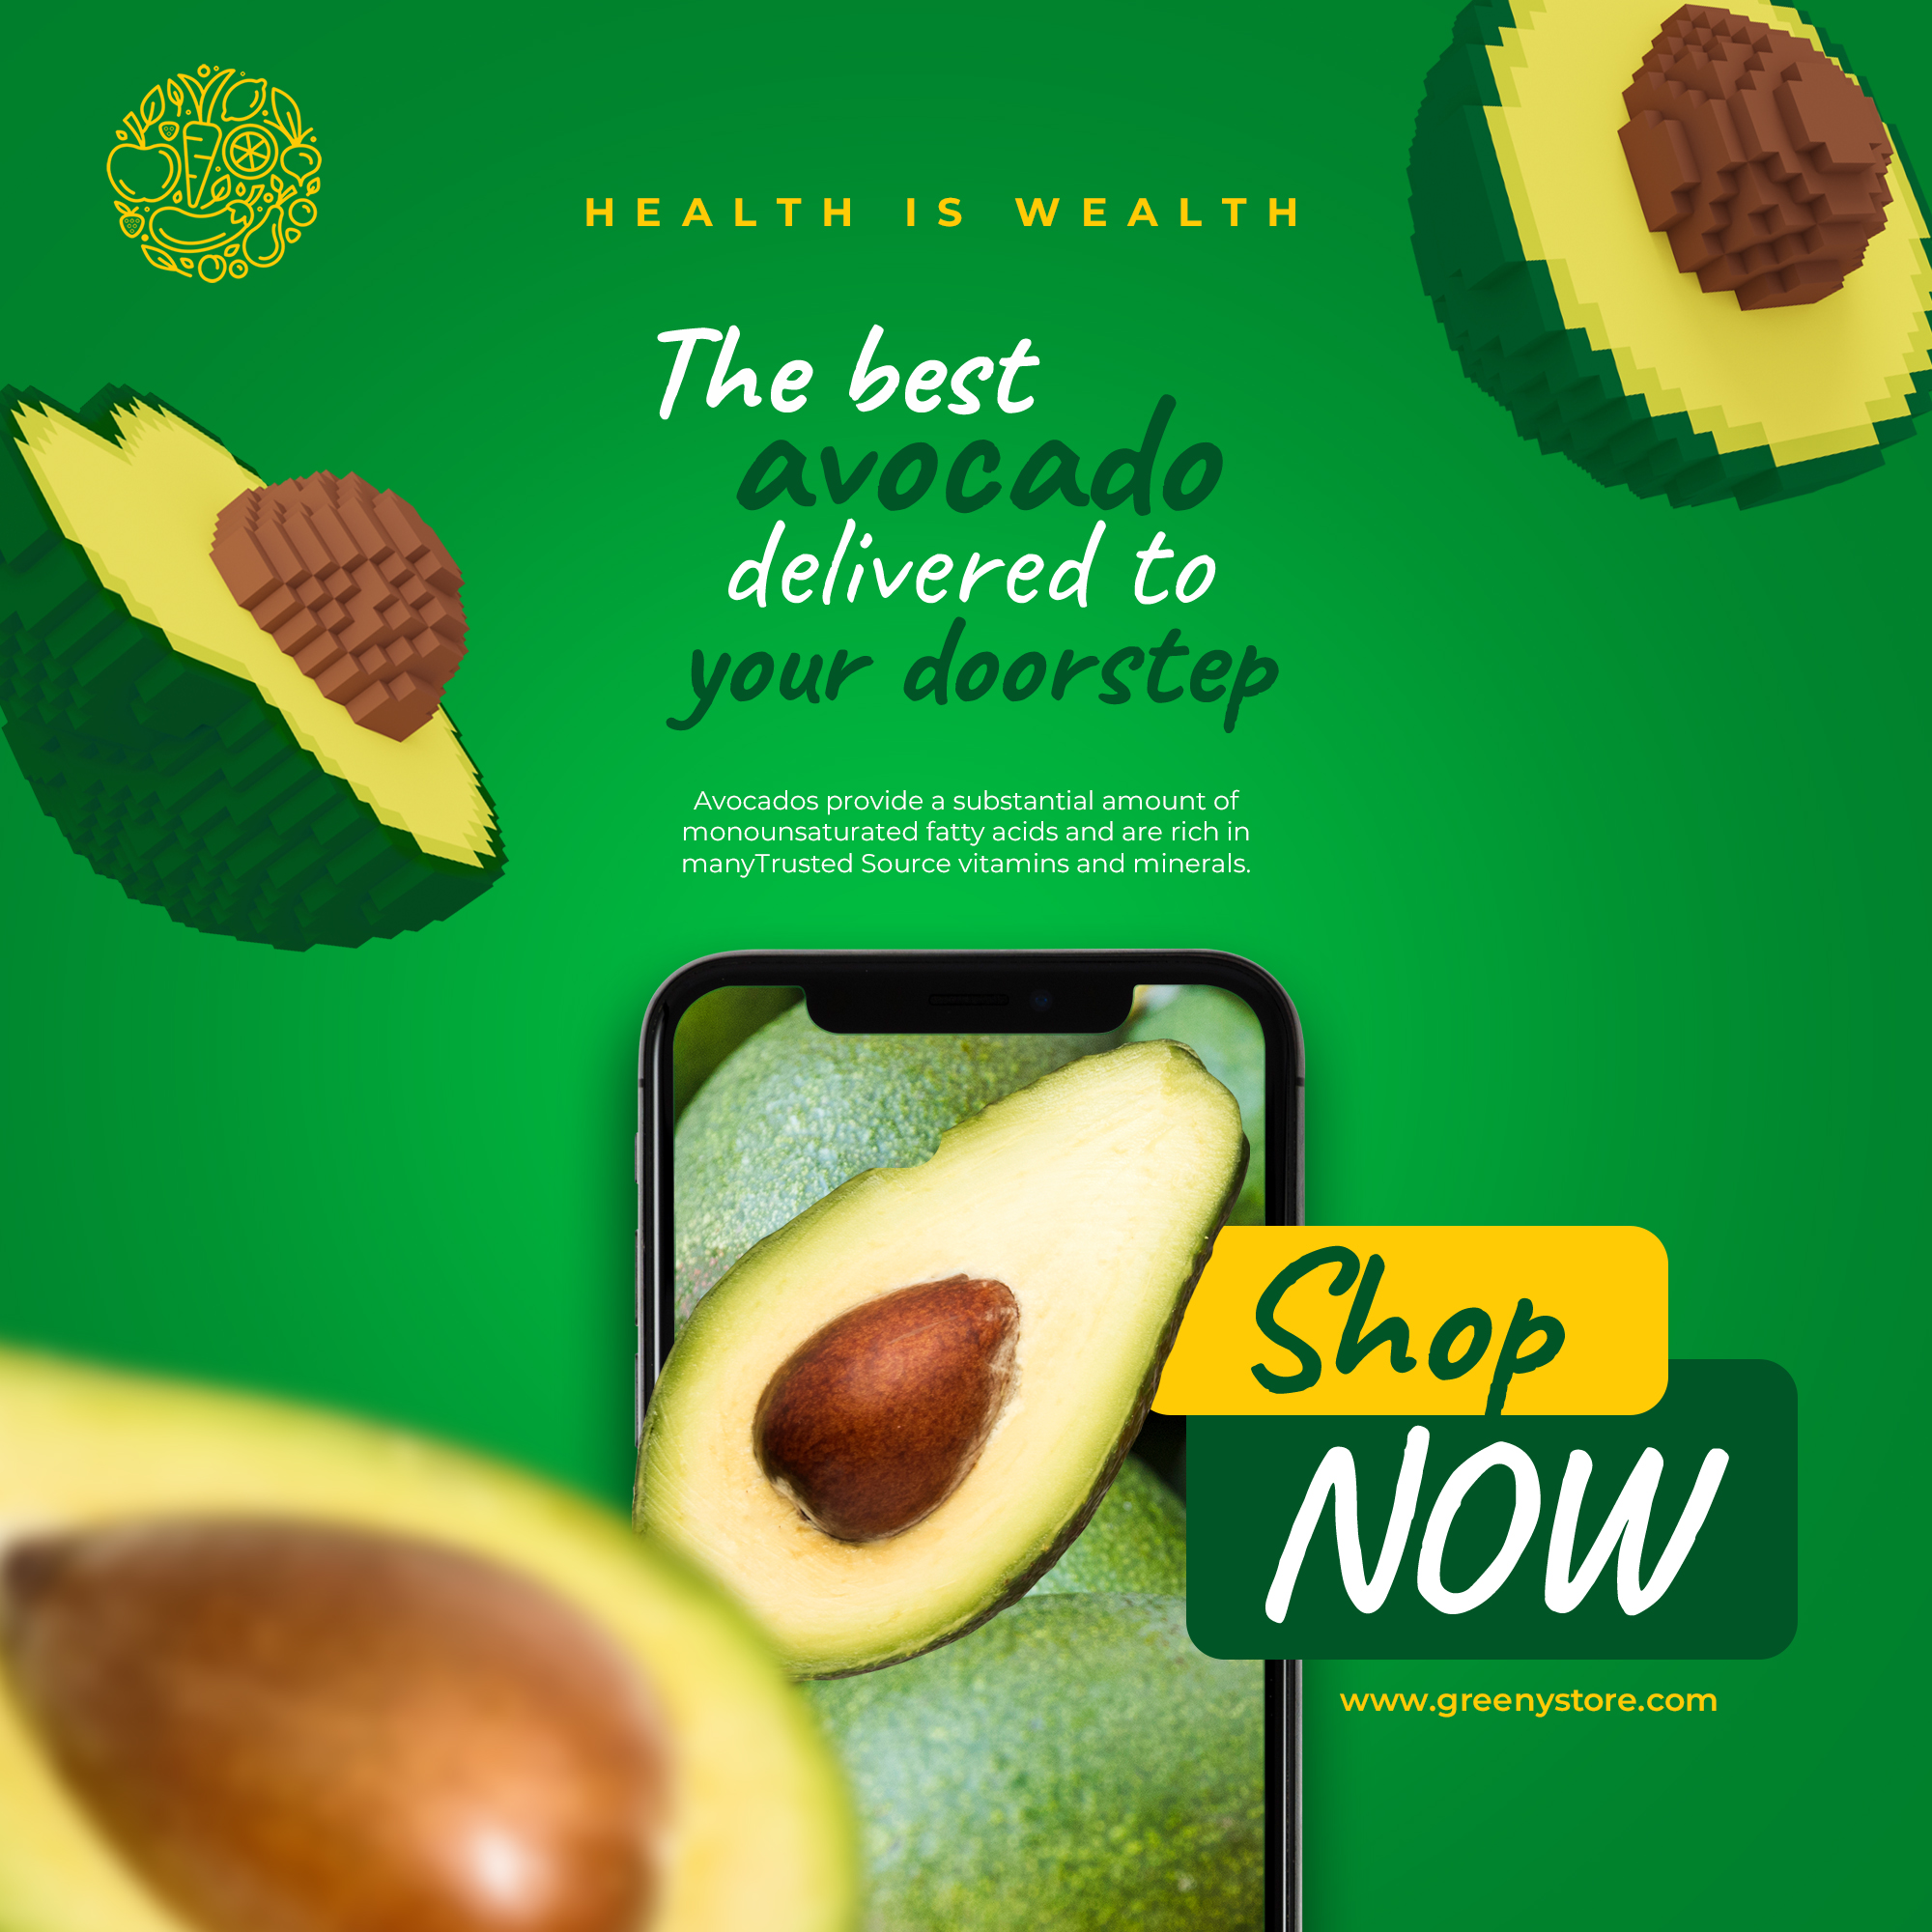 HEALTH IS WEALTH
The best
avocado
delivered to
your doorstep
Avocados provide a substantial amount of
monounsaturated fatty acids and are rich in
manyTrusted Source vitamins and minerals.
Shop
NOW
www.greenystore.com